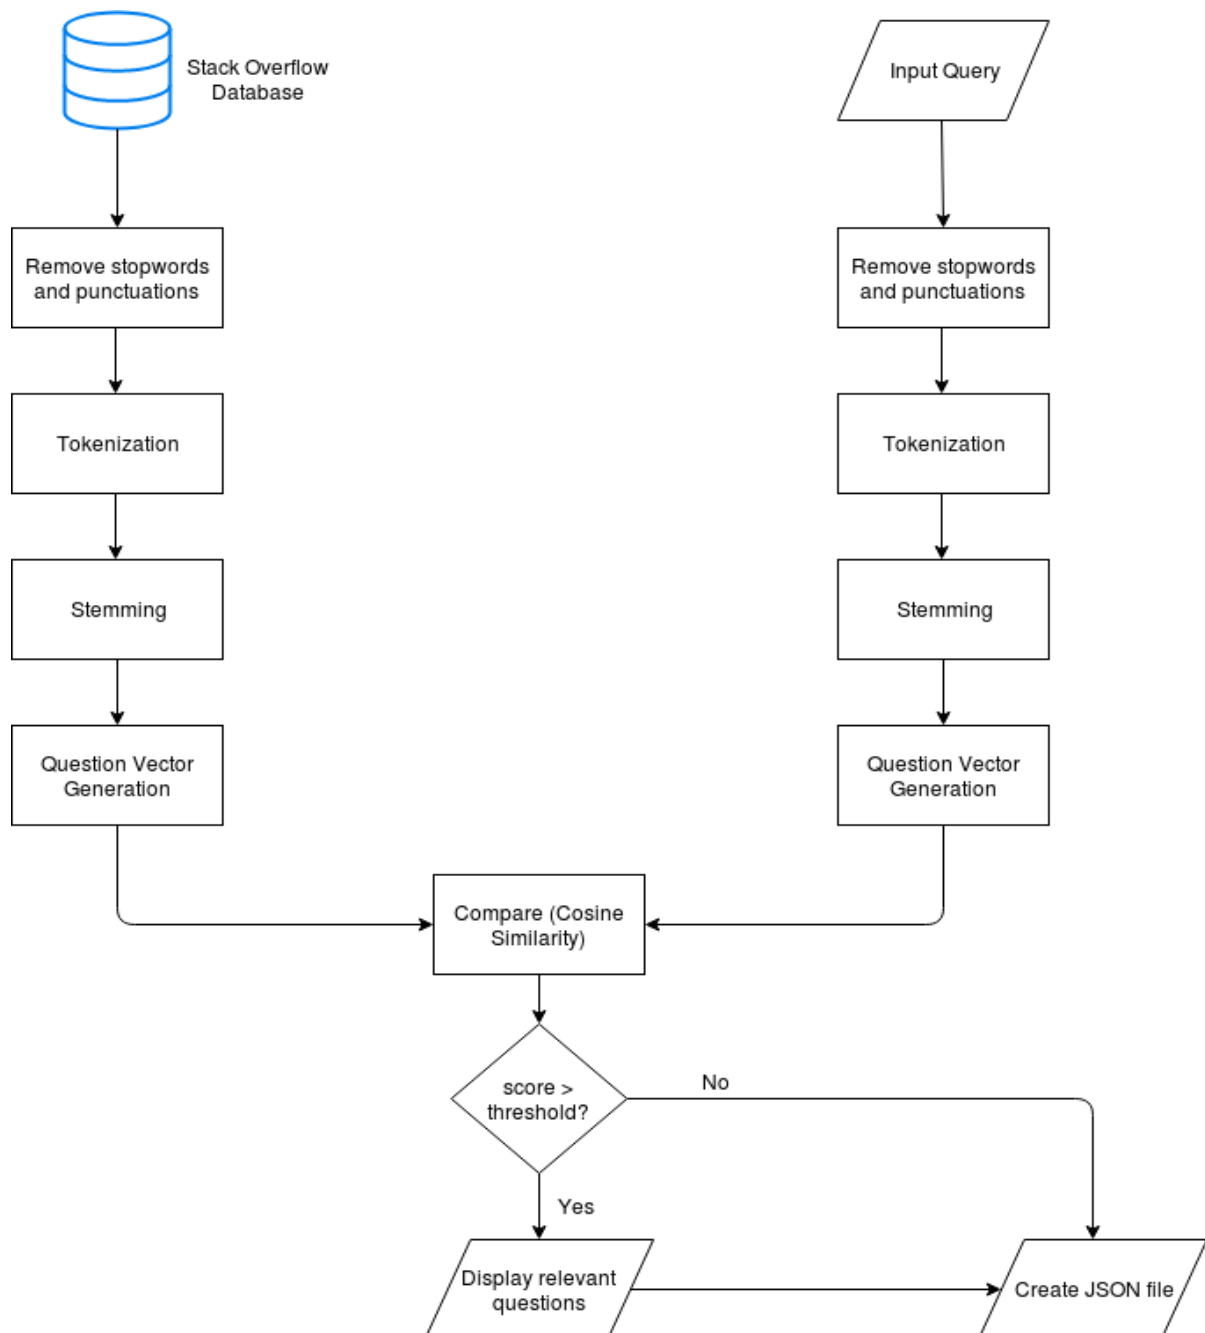 Stack Overflow
Database
Input Query
Remove stopwords
and punctuations
Remove stopwords
and punctuations
Tokenization
Tokenization
Stemming
Stemming
Question Vector
Generation
Question Vector
Generation
Compare (Cosine
Similarity)
score >
threshold?
No
Yes
Display relevant
questions
Create JSON file